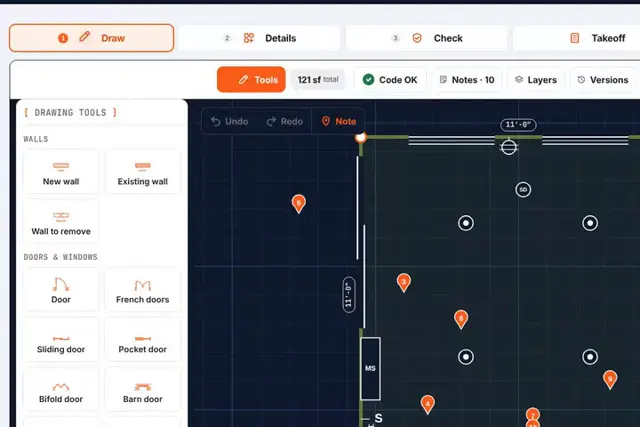 1 Draw
2 Details
3 Check
Takeoff
Tools
121 sf total
Code OK
Notes · 10
Layers
Versions
[ DRAWING TOOLS ]
WALLS
New wall
Existing wall
Wall to remove
DOORS & WINDOWS
Door
French doors
Sliding door
Pocket door
Bifold door
Barn door
Undo
Redo
Note
11'-0"
SD
6
3
11'-0"
MS
9
4
7
S